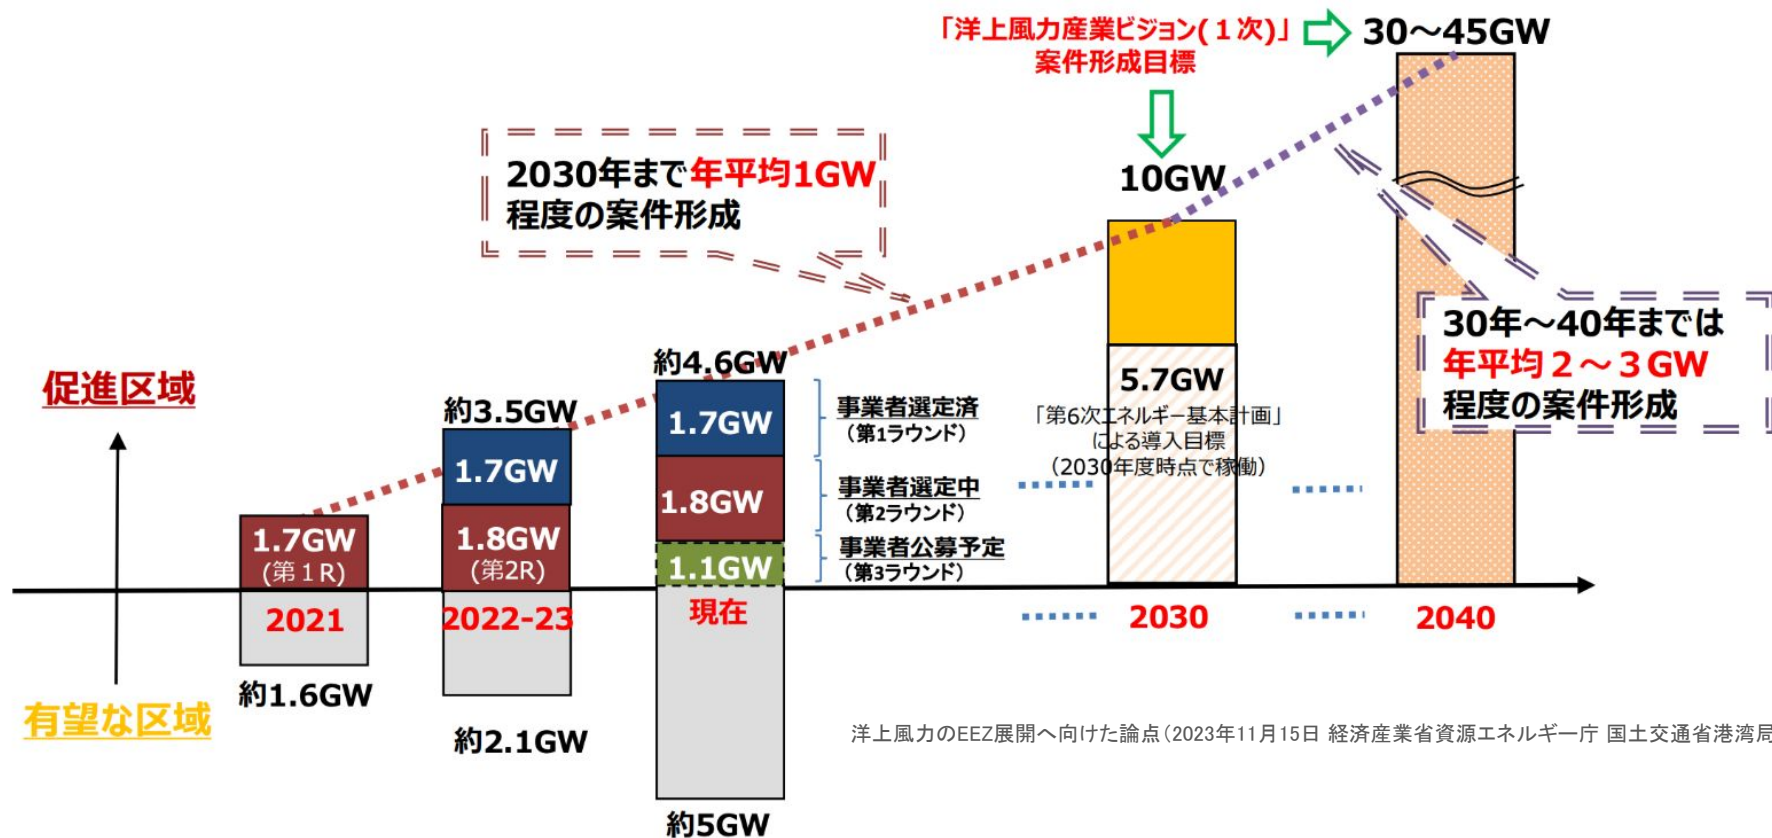 「洋上風力産業ビジョン(１次)」
案件形成目標
30～45GW
2030年まで年平均1GW
程度の案件形成
10GW
30年～40年までは
年平均２～３GW
程度の案件形成
促進区域
有望な区域
1.7GW
(第１R)
2021
約1.6GW
約3.5GW
1.7GW
1.8GW
(第2R)
2022-23
約2.1GW
約4.6GW
1.7GW
1.8GW
1.1GW
現在
約5GW
事業者選定済
（第1ラウンド）
事業者選定中
（第2ラウンド）
事業者公募予定
（第3ラウンド）
5.7GW
「第6次エネルギー基本計画」
による導入目標
（2030年度時点で稼働）
2030
2040
洋上風力のEEZ展開へ向けた論点（2023年11月15日 経済産業省資源エネルギー庁 国土交通省港湾局